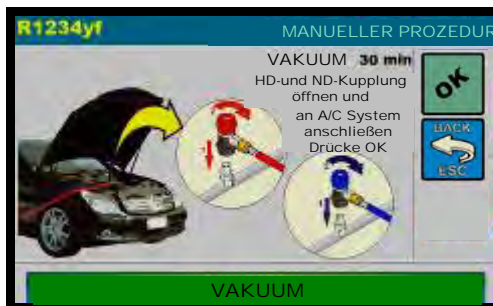 R1234yf
MANUELLER PROZEDUR
VAKUUM 30 min
HD-und ND-Kupplung
öffnen und
an A/C System
anschließen
Drücke OK
OK
BACK
ESC
VAKUUM